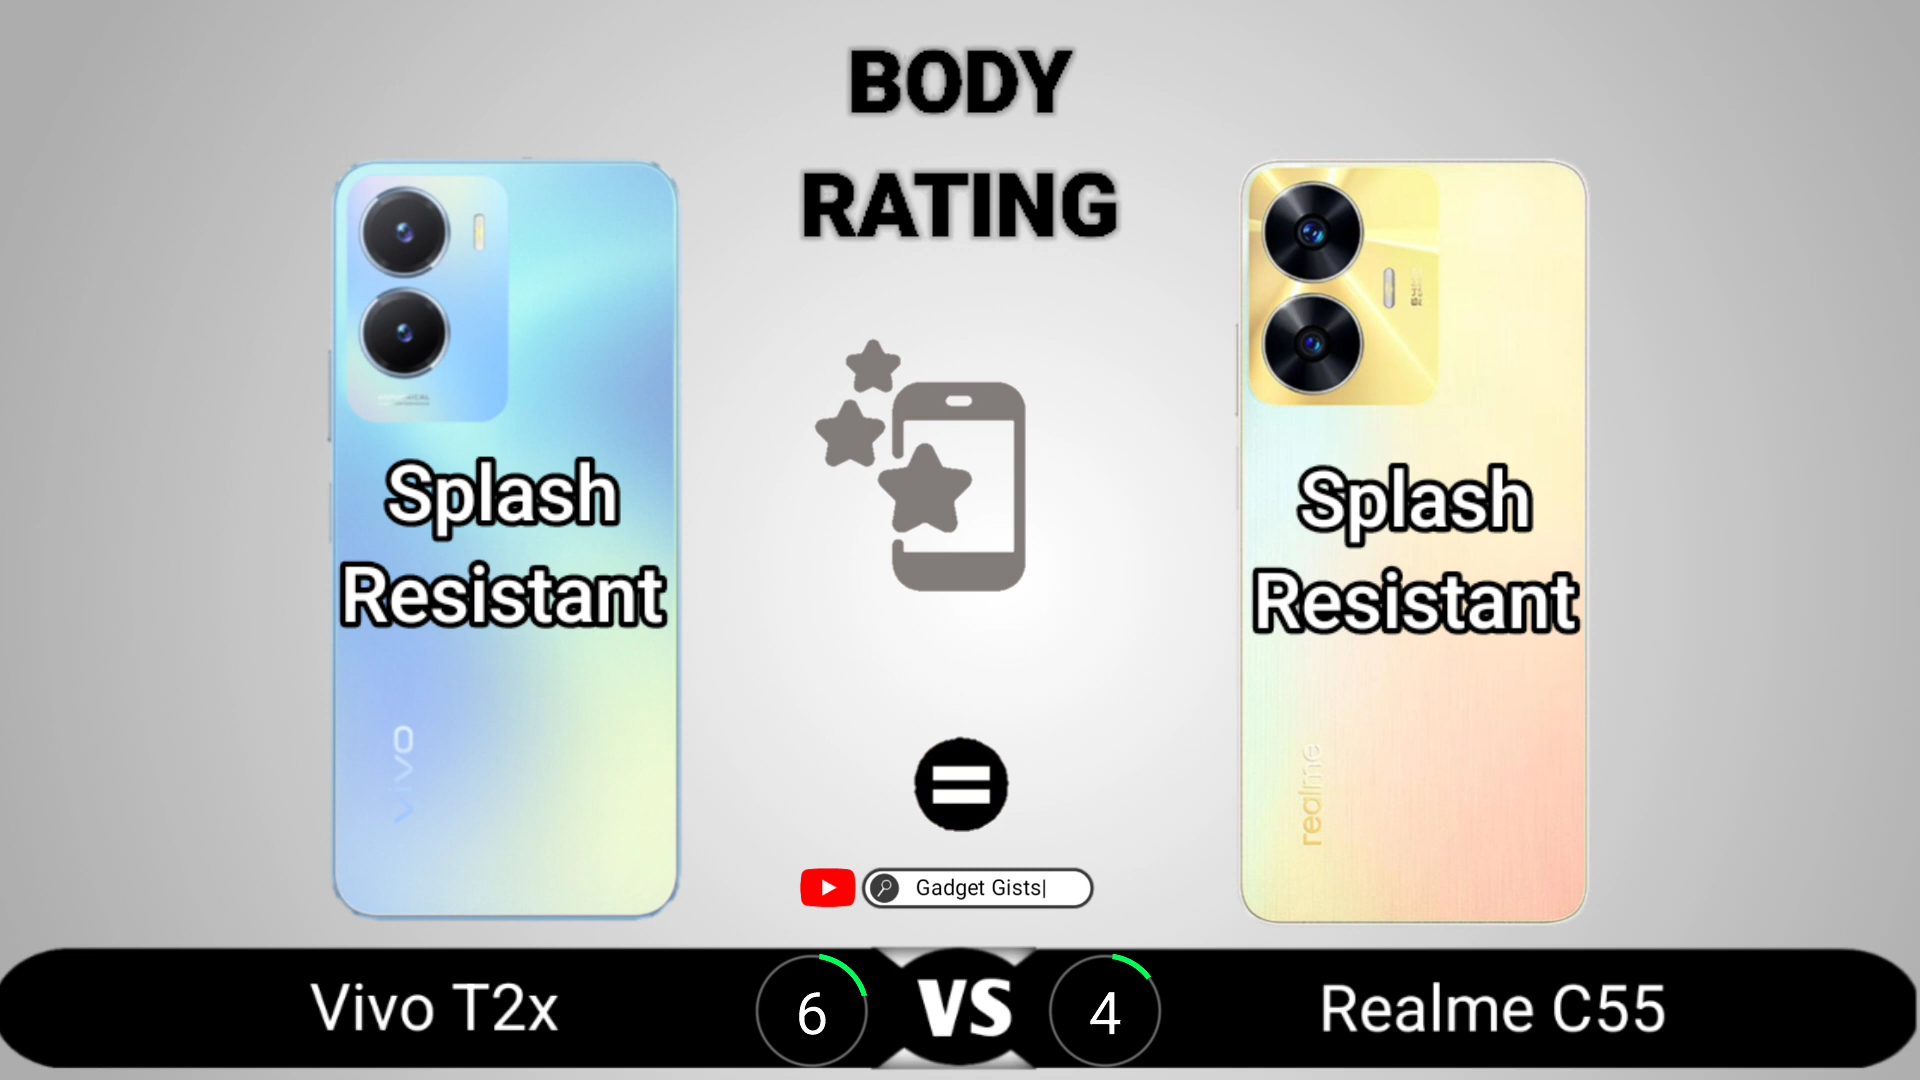 BODY
RATING
Splash
Resistant
vivo
Splash
Resistant
realme
Gadget Gists|
Vivo T2x
6
VS
4
Realme C55